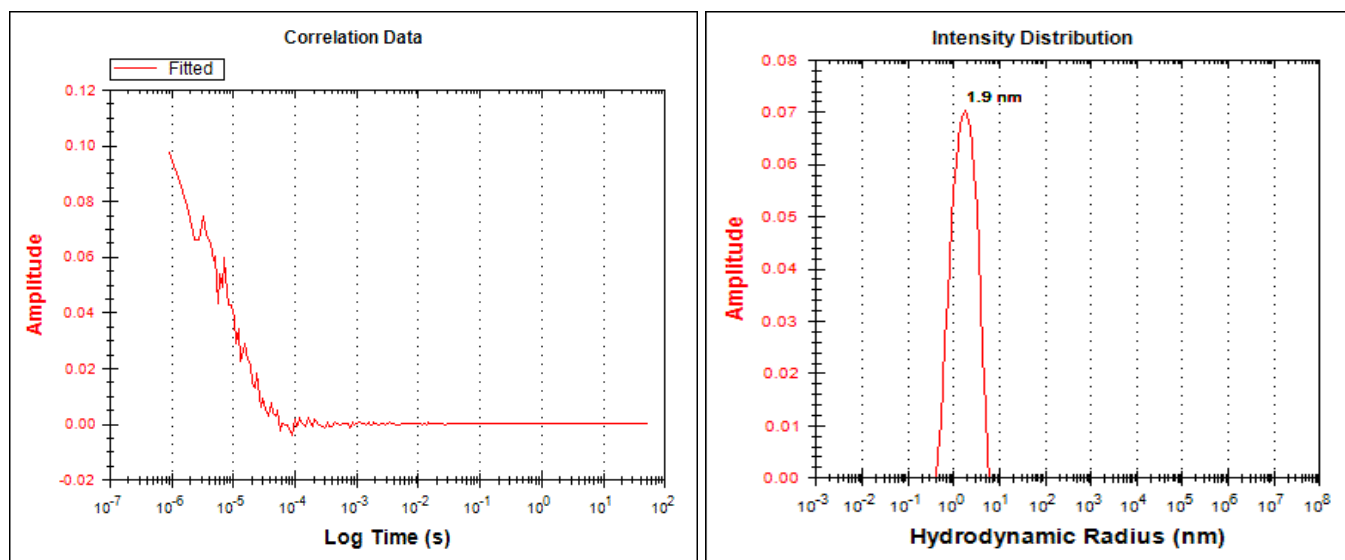 Correlation Data
Fitted
0.12
0.10
0.08
0.06
0.04
0.02
0.00
-0.02
Amplitude
10-7 10-6 10-5 10-4 10-3 10-2 10-1 100 101 102
Log Time (s)
Intensity Distribution
1.9 nm
0.08
0.07
0.06
0.05
0.04
0.03
0.02
0.01
0.00
Amplitude
10-3 10-2 10-1 100 101 102 103 104 105 106 107 108
Hydrodynamic Radius (nm)